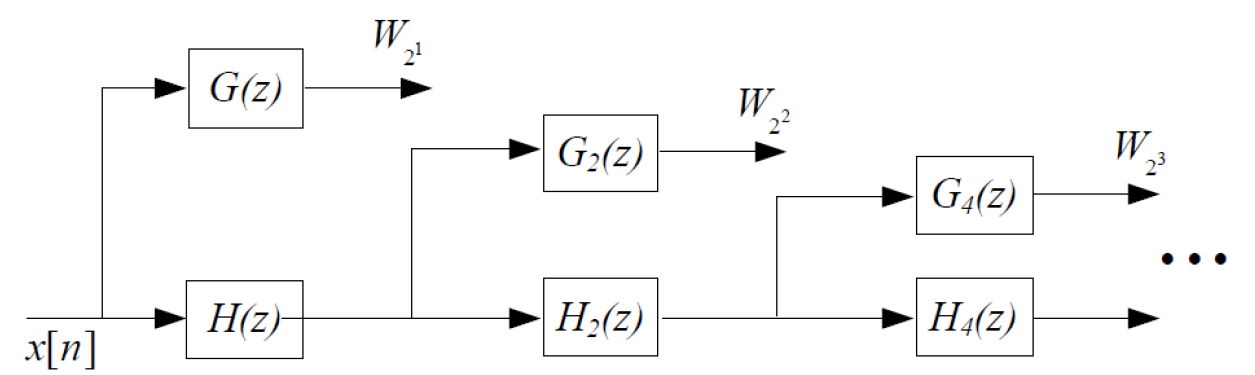 W_{2^1}
G(z)
W_{2^2}
G_2(z)
W_{2^3}
G_4(z)
x[n]
H(z)
H_2(z)
H_4(z)
•••